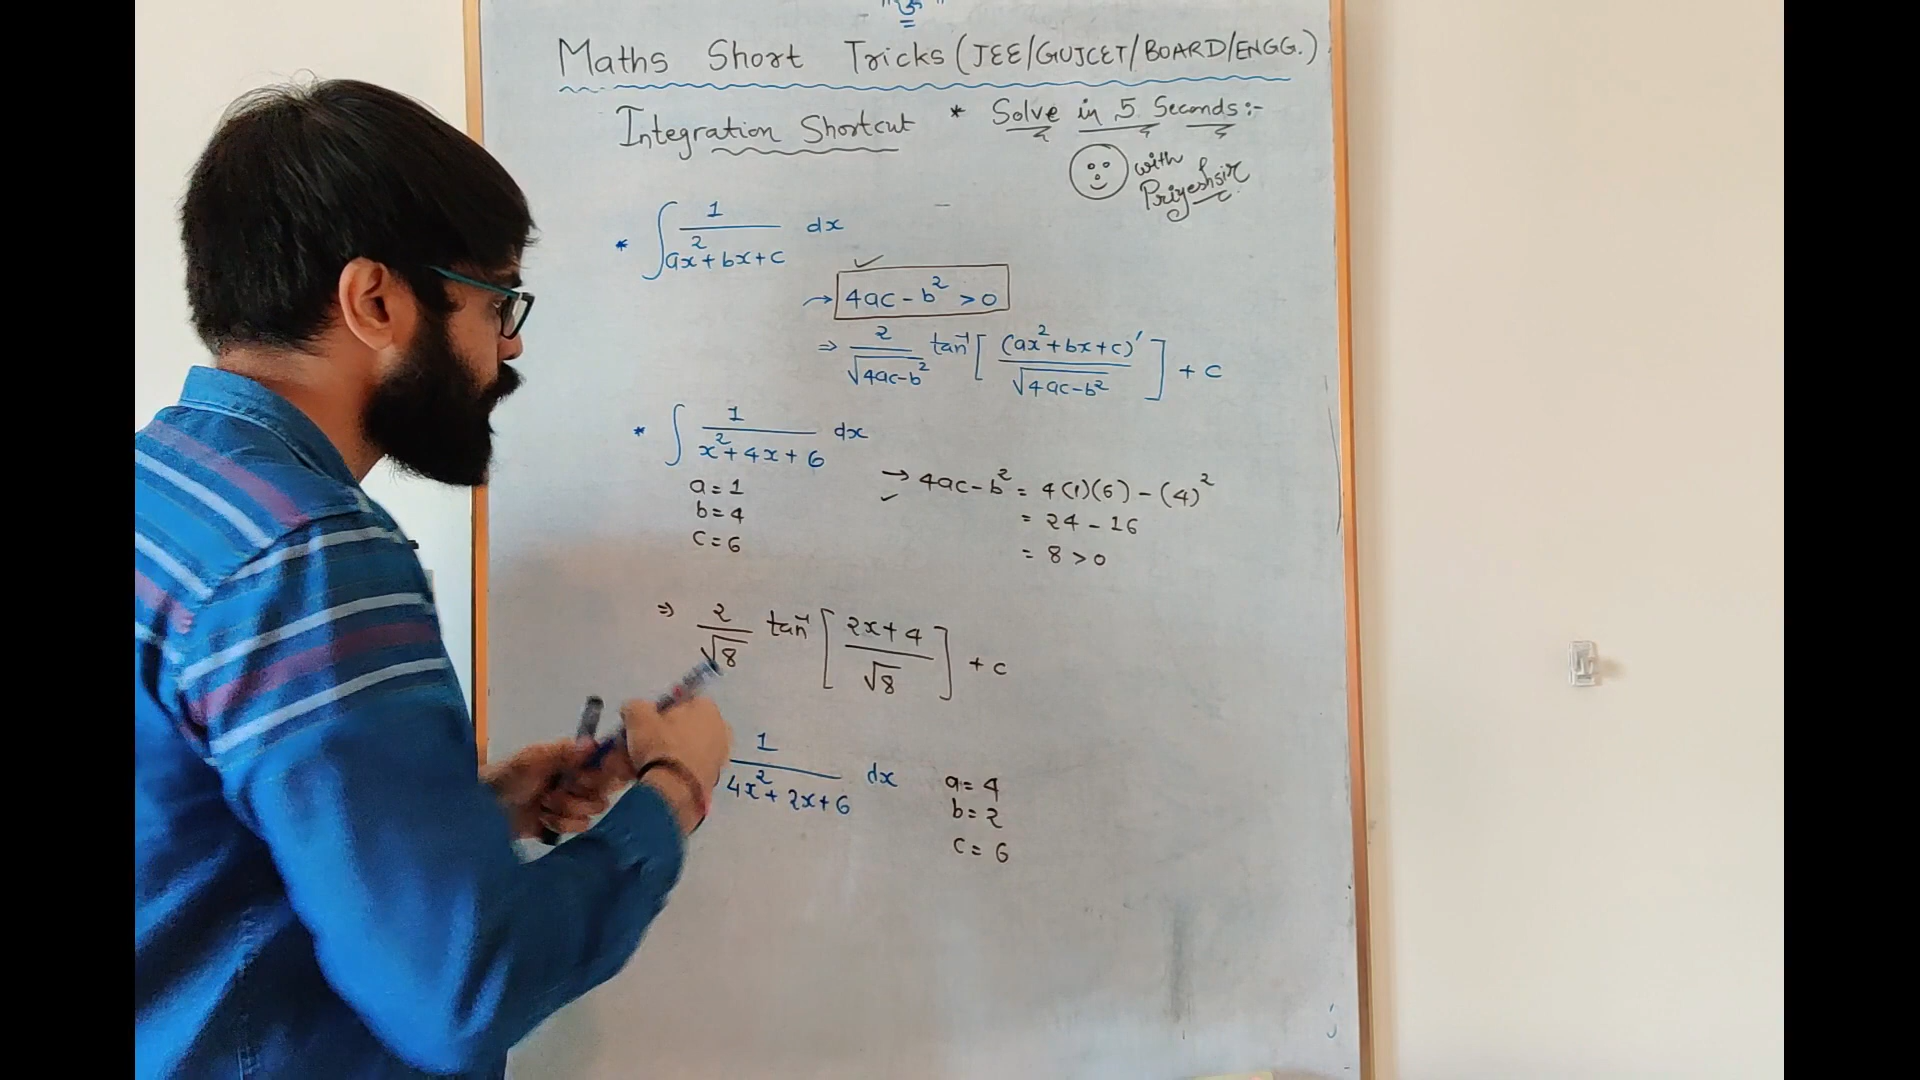 "ॐ"
Maths Short Tricks (JEE/GUJCET/BOARD/ENGG.)
Integration Shortcut * Solve in 5 Seconds:-
with
Priyeshsir
* ∫ 1/(ax²+bx+c) dx
→ 4ac-b² >0
⇒ 2/√(4ac-b²) tan⁻¹ [ (ax²+bx+c)′/√(4ac-b²) ] + c
* ∫ 1/(x²+4x+6) dx
→ 4ac-b² = 4(1)(6) - (4)²
a=1
b=4
c=6
= 24 - 16
= 8 >0
⇒ 2/√8 tan⁻¹ [ (2x+4)/√8 ] + c
1/(4x²+2x+6) dx
a=4
b=2
c=6